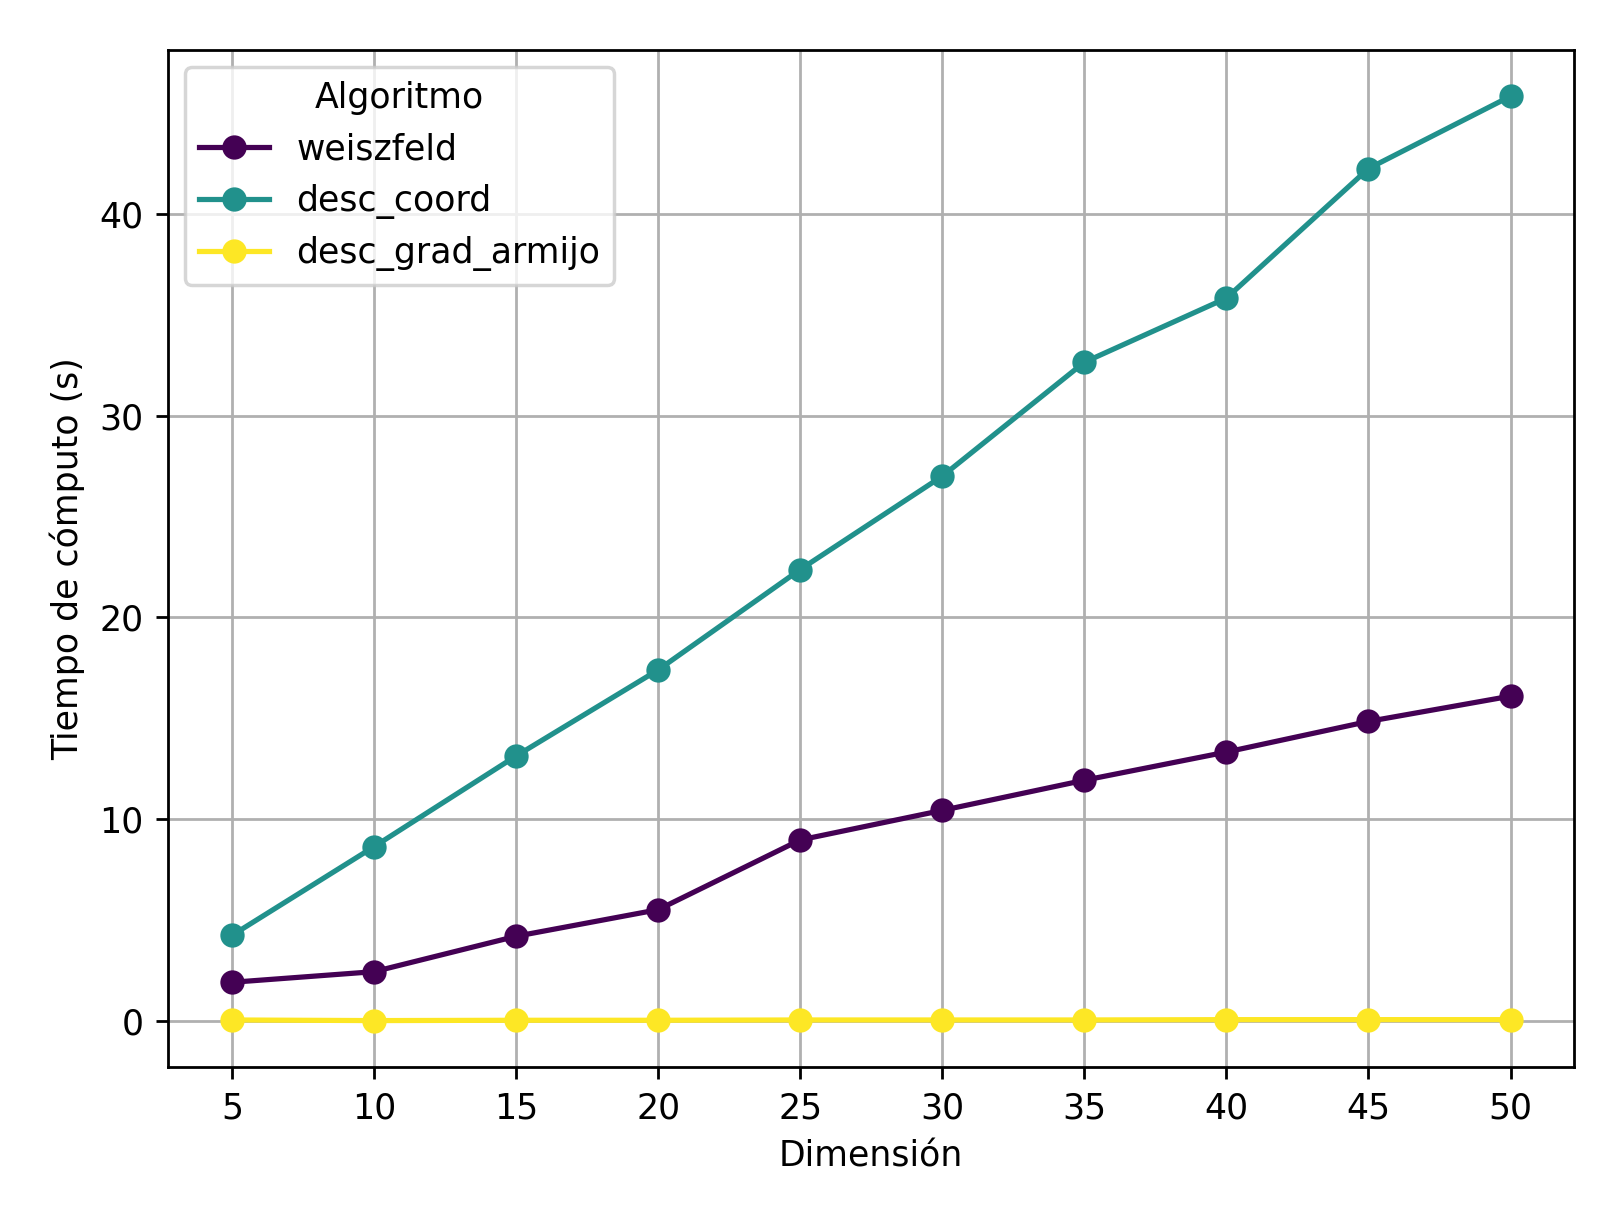 Algoritmo
weiszfeld
desc_coord
desc_grad_armijo
Tiempo de cómputo (s)
40
30
20
10
0
5 10 15 20 25 30 35 40 45 50
Dimensión